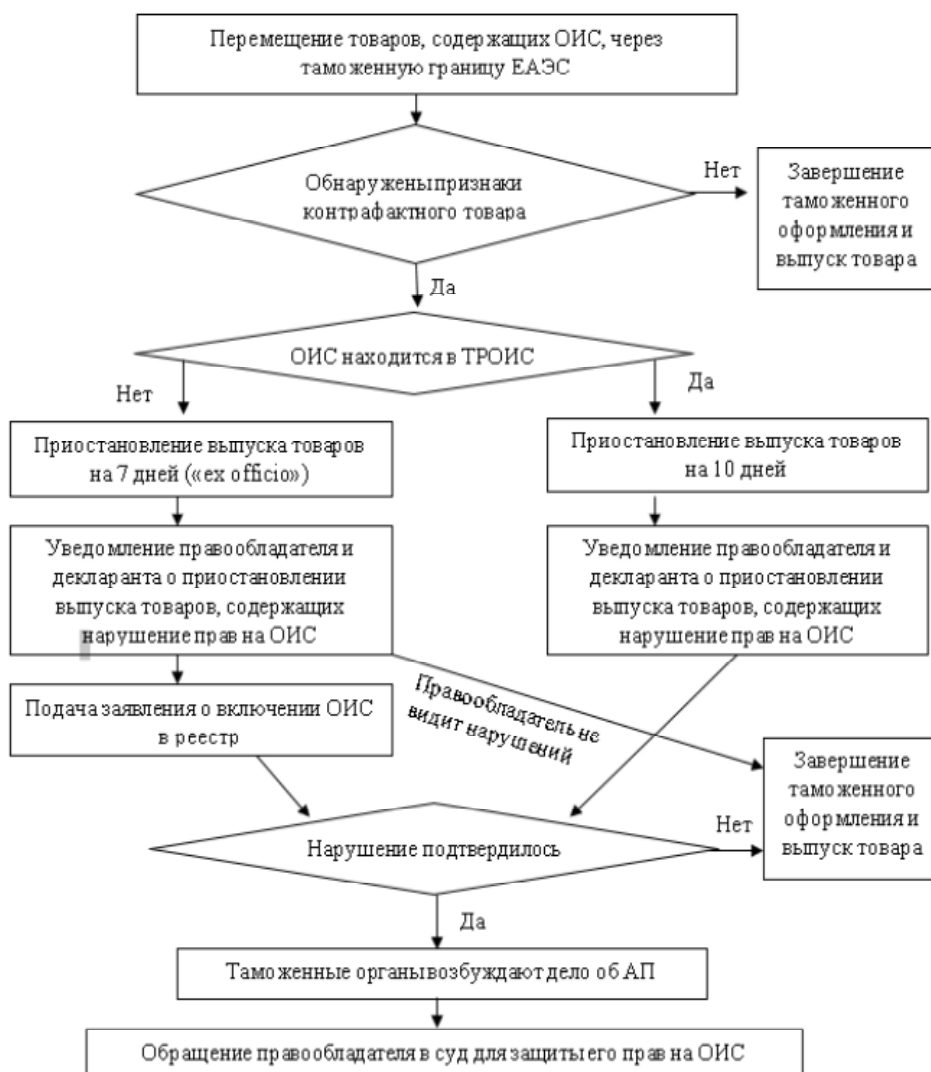 Перемещение товаров, содержащих ОИС, через
таможенную границу ЕАЭС
Обнаружены признаки
контрафактного товара
Нет
Завершение
таможенного
оформления и
выпуск товара
Да
ОИС находится в ТРОИС
Нет
Да
Приостановление выпуска товаров
на 7 дней («ex officio»)
Приостановление выпуска товаров
на 10 дней
Уведомление правообладателя и
декларанта о приостановлении
выпуска товаров, содержащих
нарушение прав на ОИС
Уведомление правообладателя и
декларанта о приостановлении
выпуска товаров, содержащих
нарушение прав на ОИС
Подача заявления о включении ОИС
в реестр
Правообладатель не
видит нарушений
Завершение
таможенного
оформления и
выпуск товара
Нарушение подтвердилось
Нет
Да
Таможенные органы возбуждают дело об АП
Обращение правообладателя в суд для защиты его прав на ОИС